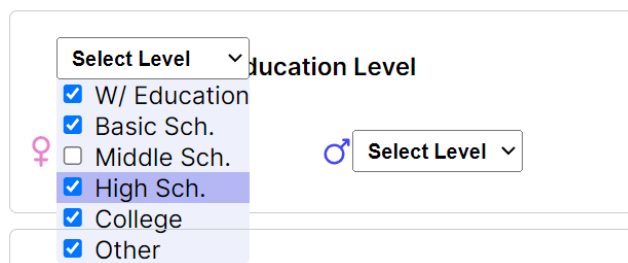 Select Level
ducation Level
W/ Education
Basic Sch.
Middle Sch.
High Sch.
College
Other
Select Level